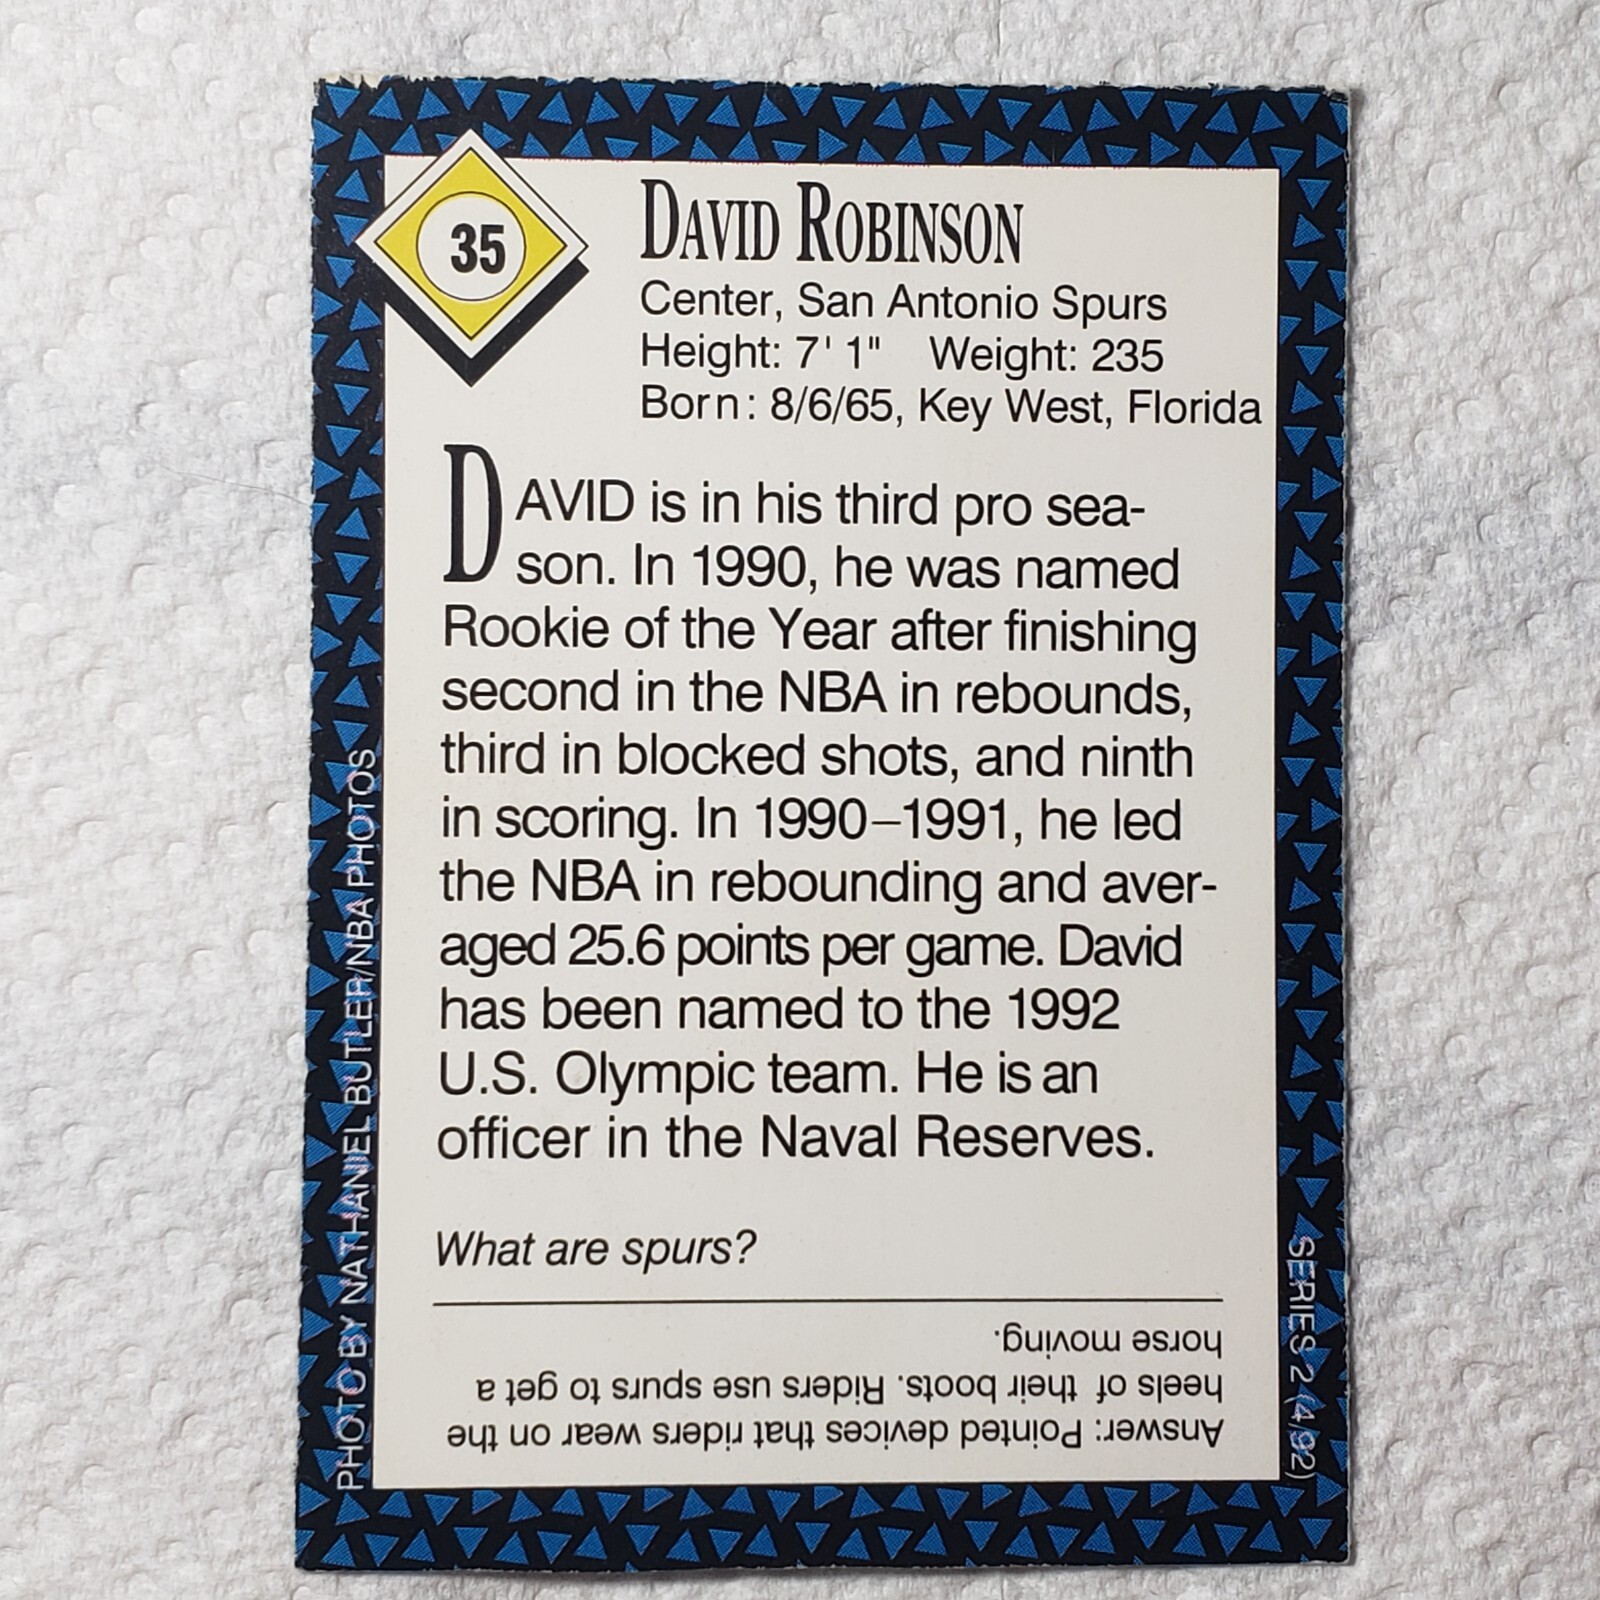 35
DAVID ROBINSON
Center, San Antonio Spurs
Height: 7' 1" Weight: 235
Born: 8/6/65, Key West, Florida
DAVID is in his third pro sea-
son. In 1990, he was named
Rookie of the Year after finishing
second in the NBA in rebounds,
third in blocked shots, and ninth
in scoring. In 1990–1991, he led
the NBA in rebounding and aver-
aged 25.6 points per game. David
has been named to the 1992
U.S. Olympic team. He is an
officer in the Naval Reserves.
What are spurs?
Answer: Pointed devices that riders wear on the
heels of their boots. Riders use spurs to get a
horse moving.
PHOTO BY NATHANIEL BUTLER/NBA PHOTOS
SERIES 2 (4/92)